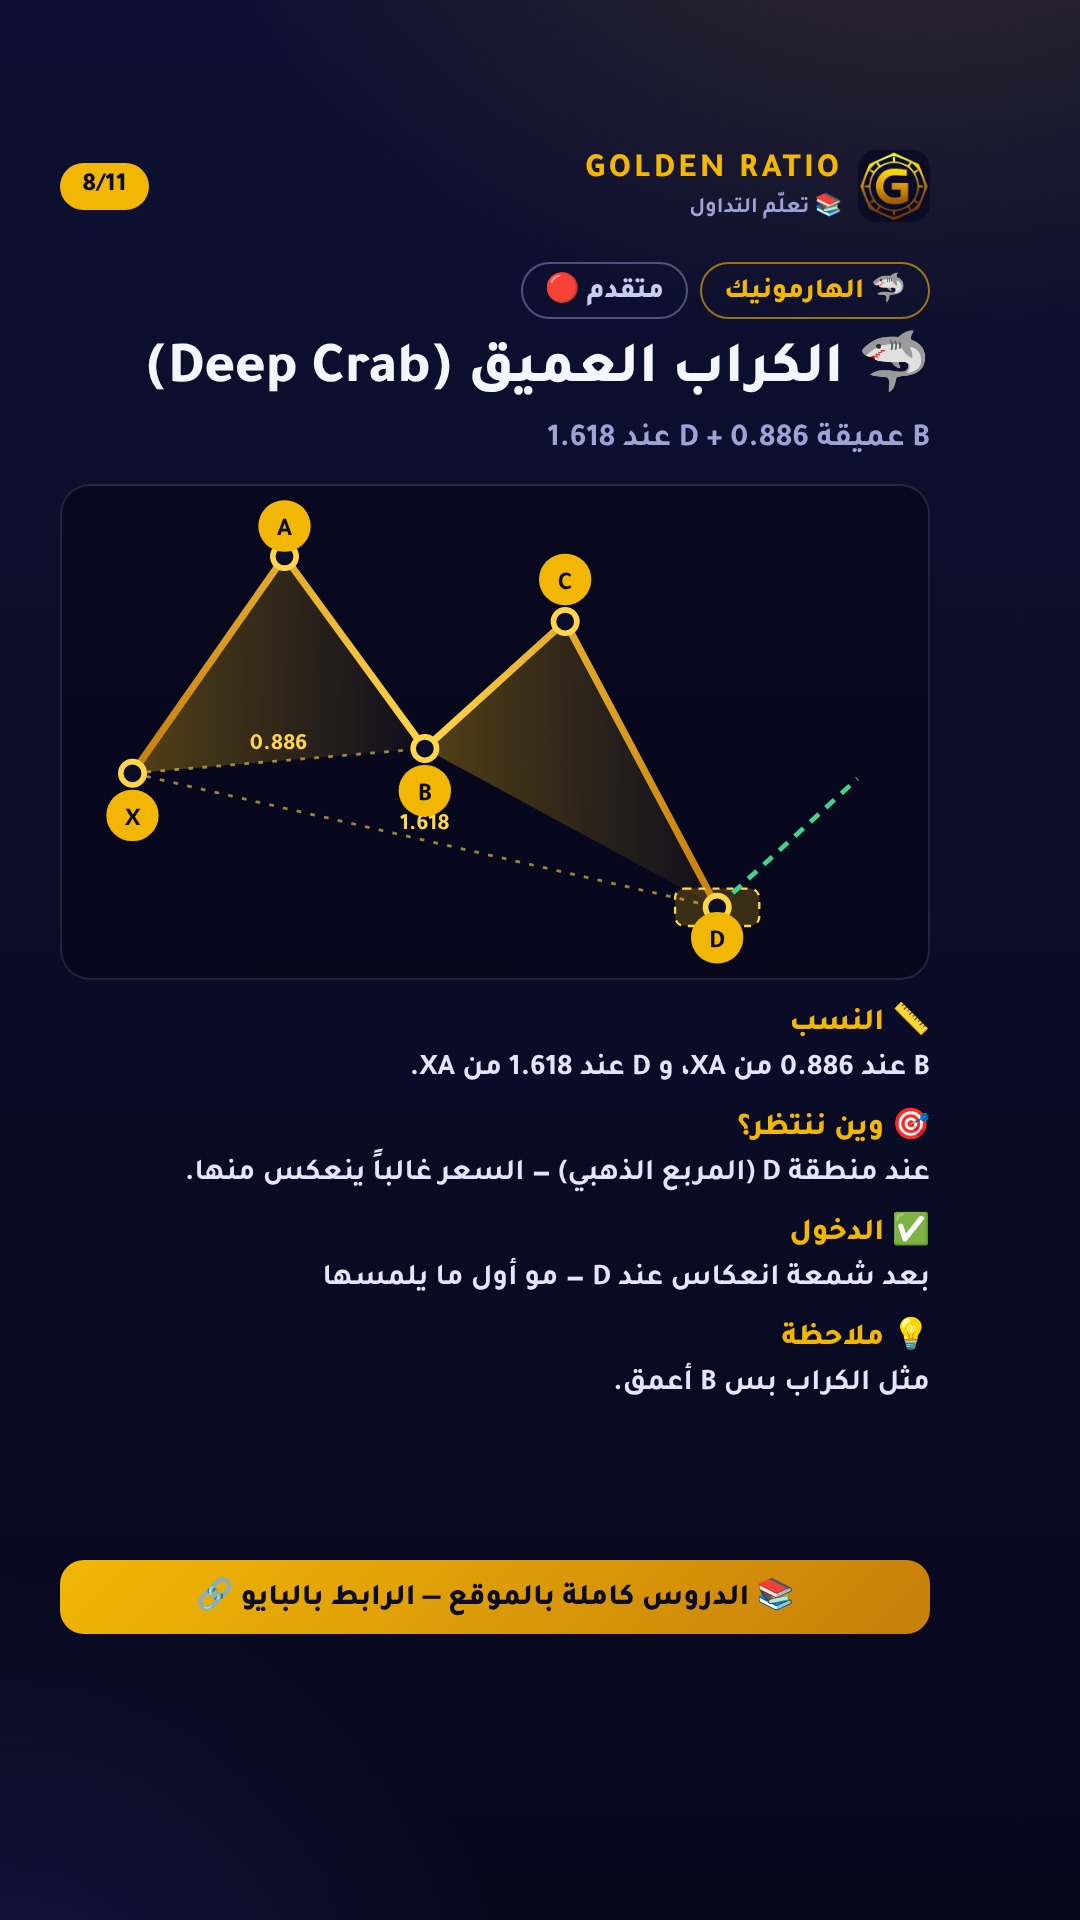 GOLDEN RATIO
📚 تعلّم التداول
8/11
🦈 الهارمونيك
متقدم 🔴
🦈 الكراب العميق (Deep Crab)
B عميقة 0.886 + D عند 1.618
A
C
0.886
B
X
1.618
D
📏 النسب
B عند 0.886 من XA، و D عند 1.618 من XA.
🎯 وين ننتظر؟
عند منطقة D (المربع الذهبي) – السعر غالباً ينعكس منها.
✅ الدخول
بعد شمعة انعكاس عند D – مو أول ما يلمسها
💡 ملاحظة
مثل الكراب بس B أعمق.
📚 الدروس كاملة بالموقع – الرابط بالبايو 🔗